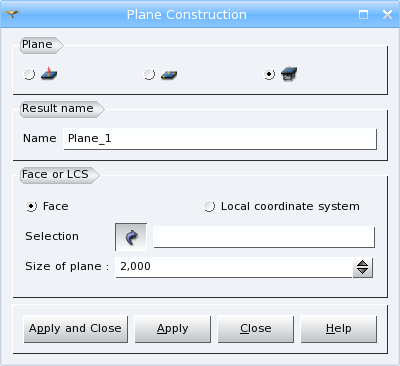 Plane Construction
Plane
Result name
Name Plane_1
Face or LCS
Face Local coordinate system
Selection
Size of plane : 2,000
Apply and Close Apply Close Help